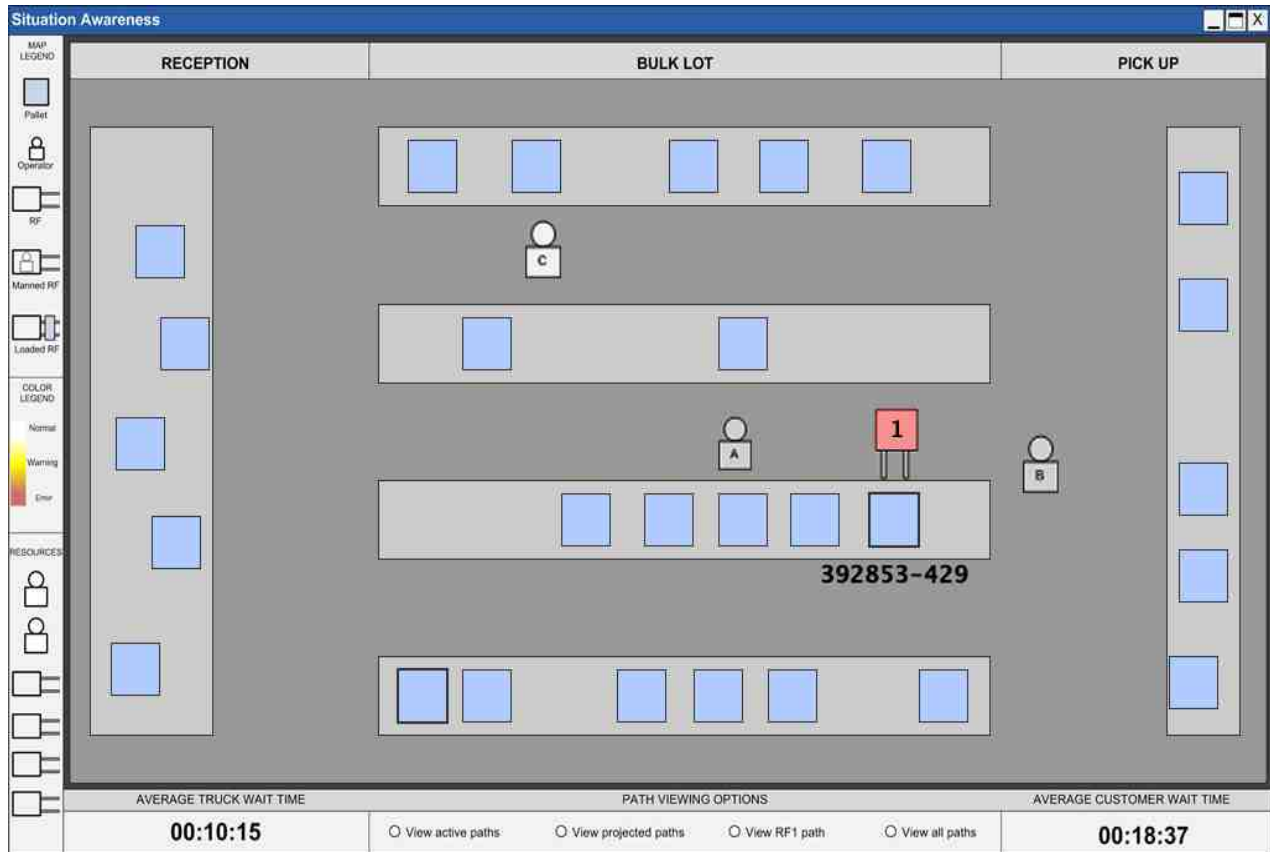 Situation Awareness
X
MAP
LEGEND
Pallet
Operator
RF
Manned RF
Loaded RF
COLOR
LEGEND
Normal
Warning
Error
RESOURCES
RECEPTION
BULK LOT
PICK UP
C
A
1
B
392853-429
AVERAGE TRUCK WAIT TIME
PATH VIEWING OPTIONS
AVERAGE CUSTOMER WAIT TIME
00:10:15
View active paths
View projected paths
View RF1 path
View all paths
00:18:37